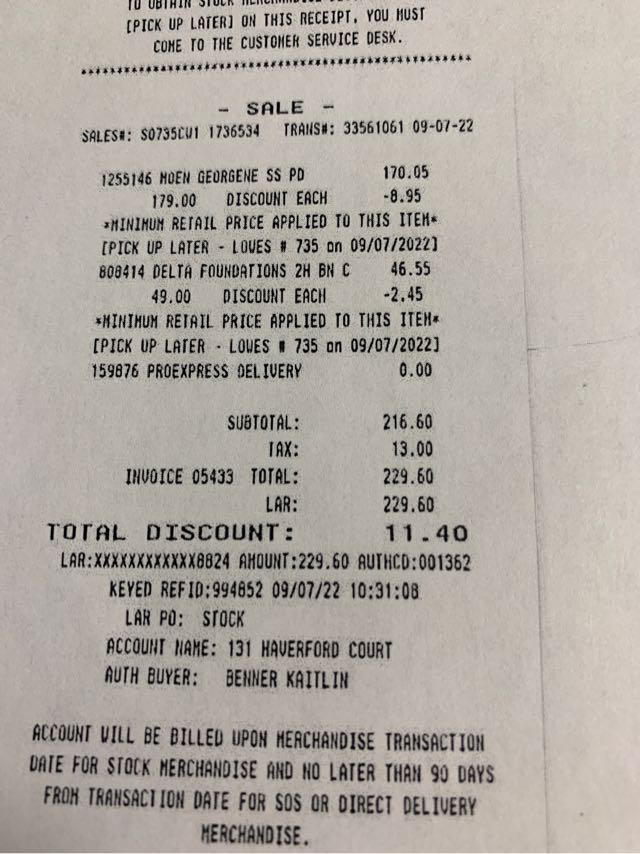 TO OBTAIN STOCK
[PICK UP LATER] ON THIS RECEIPT, YOU MUST
COME TO THE CUSTOMER SERVICE DESK.
*************************************************
- SALE -
SALES#: S0735CW1 1736534 TRANS#: 33561061 09-07-22
1255146 MOEN GEORGENE SS PD 170.05
179.00 DISCOUNT EACH -8.95
*MINIMUM RETAIL PRICE APPLIED TO THIS ITEM*
[PICK UP LATER - LOWES # 735 on 09/07/2022]
808414 DELTA FOUNDATIONS 2H BN C 46.55
49.00 DISCOUNT EACH -2.45
*MINIMUM RETAIL PRICE APPLIED TO THIS ITEM*
[PICK UP LATER - LOWES # 735 on 09/07/2022]
159876 PROEXPRESS DELIVERY 0.00
SUBTOTAL: 216.60
TAX: 13.00
INVOICE 05433 TOTAL: 229.60
LAR: 229.60
TOTAL DISCOUNT: 11.40
LAR:XXXXXXXXXXXX8824 AMOUNT:229.60 AUTHCD:001362
KEYED REFID:994852 09/07/22 10:31:08
LAR PO: STOCK
ACCOUNT NAME: 131 HAVERFORD COURT
AUTH BUYER: BENNER KAITLIN
ACCOUNT WILL BE BILLED UPON MERCHANDISE TRANSACTION
DATE FOR STOCK MERCHANDISE AND NO LATER THAN 90 DAYS
FROM TRANSACTION DATE FOR SOS OR DIRECT DELIVERY
MERCHANDISE.